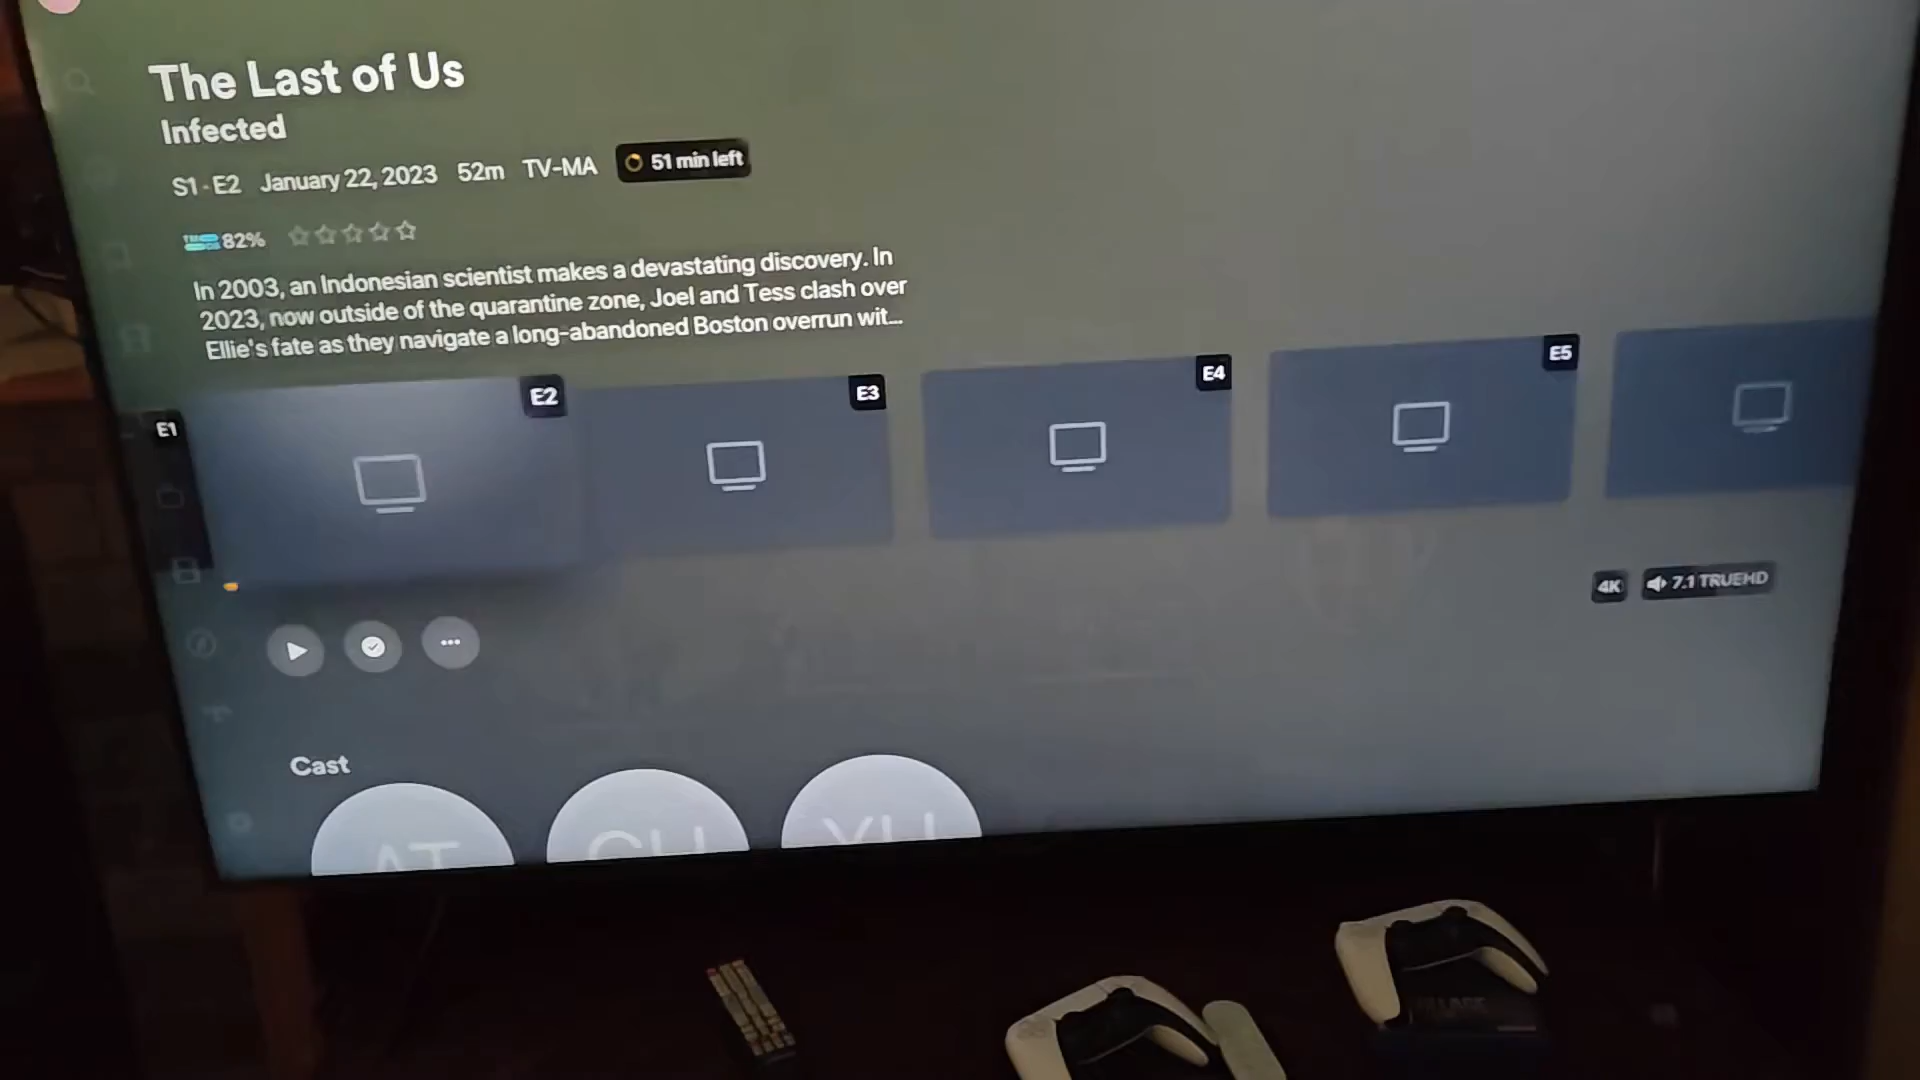 The Last of Us
Infected
S1 · E2 January 22, 2023 52m TV-MA 51 min left
82%
In 2003, an Indonesian scientist makes a devastating discovery. In
2023, now outside of the quarantine zone, Joel and Tess clash over
Ellie's fate as they navigate a long-abandoned Boston overrun wit...
E1
E2
E3
E4
E5
4K 7.1 TRUEHD
Cast
AT
VILLAGE